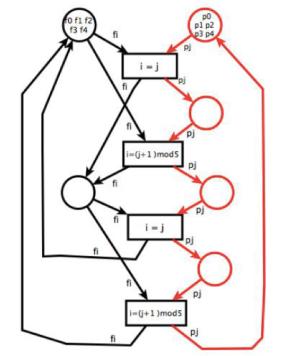 f0 f1 f2
f3 f4
p0
p1 p2
p3 p4
fi
pj
i = j
fi
pj
fi
pj
i=(j+1)mod5
fi
pj
fi
pj
i = j
fi
pj
fi
pj
i=(j+1)mod5
fi
pj